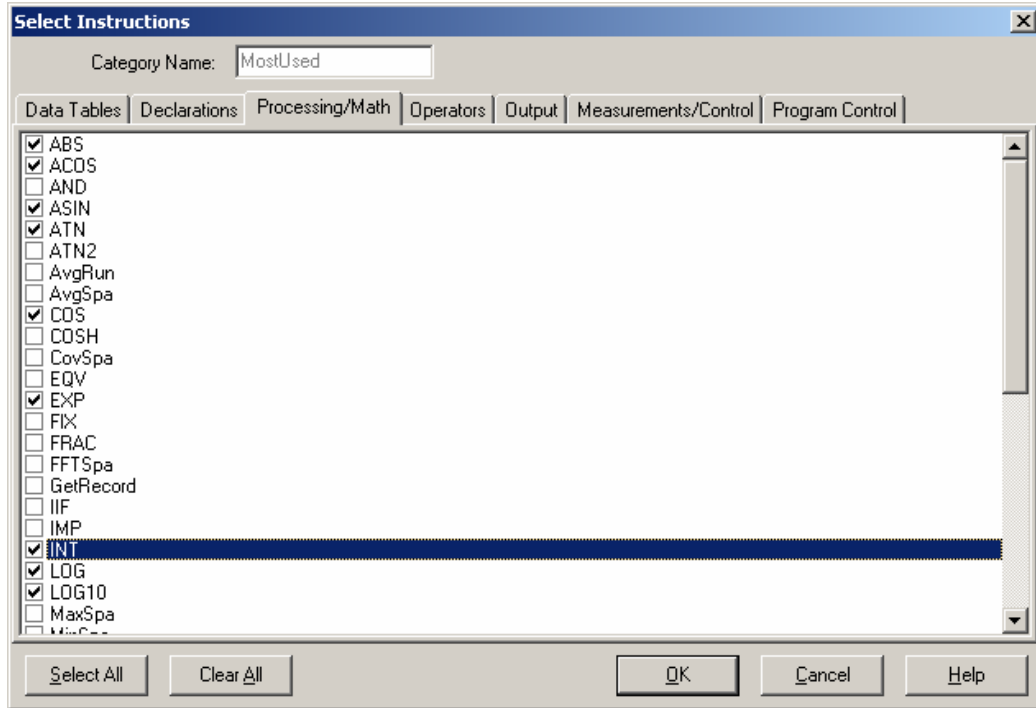 Select Instructions
Category Name: MostUsed
Data Tables Declarations Processing/Math Operators Output Measurements/Control Program Control
ABS
ACOS
AND
ASIN
ATN
ATN2
AvgRun
AvgSpa
COS
COSH
CovSpa
EQV
EXP
FIX
FRAC
FFTSpa
GetRecord
IIF
IMP
INT
LOG
LOG10
MaxSpa
Select All Clear All OK Cancel Help